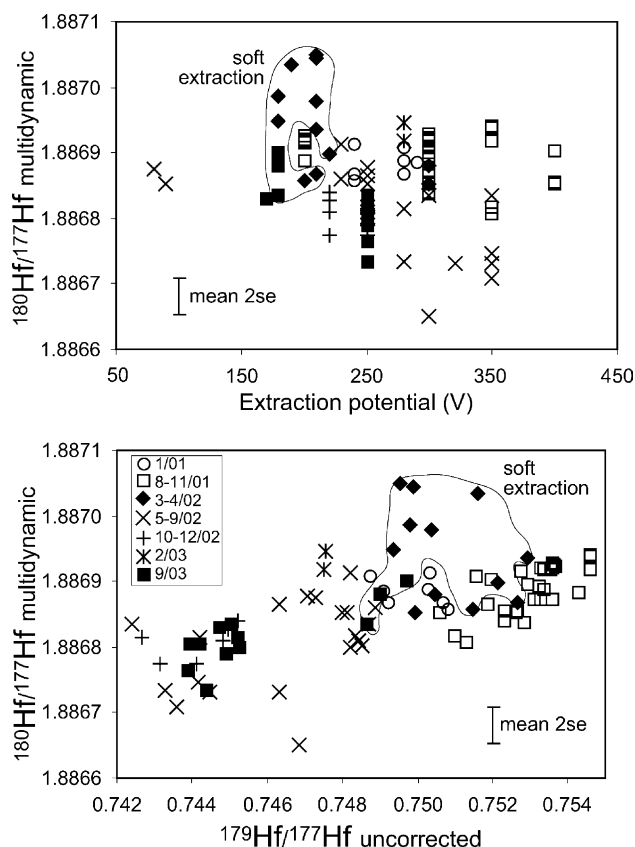 1.8871
1.8870
1.8869
1.8868
1.8867
1.8866
180Hf/177Hf multidynamic
soft
extraction
mean 2se
50 150 250 350 450
Extraction potential (V)
1.8871
1.8870
1.8869
1.8868
1.8867
1.8866
180Hf/177Hf multidynamic
1/01
8-11/01
3-4/02
5-9/02
10-12/02
2/03
9/03
soft
extraction
mean 2se
0.742 0.744 0.746 0.748 0.750 0.752 0.754
179Hf/177Hf uncorrected